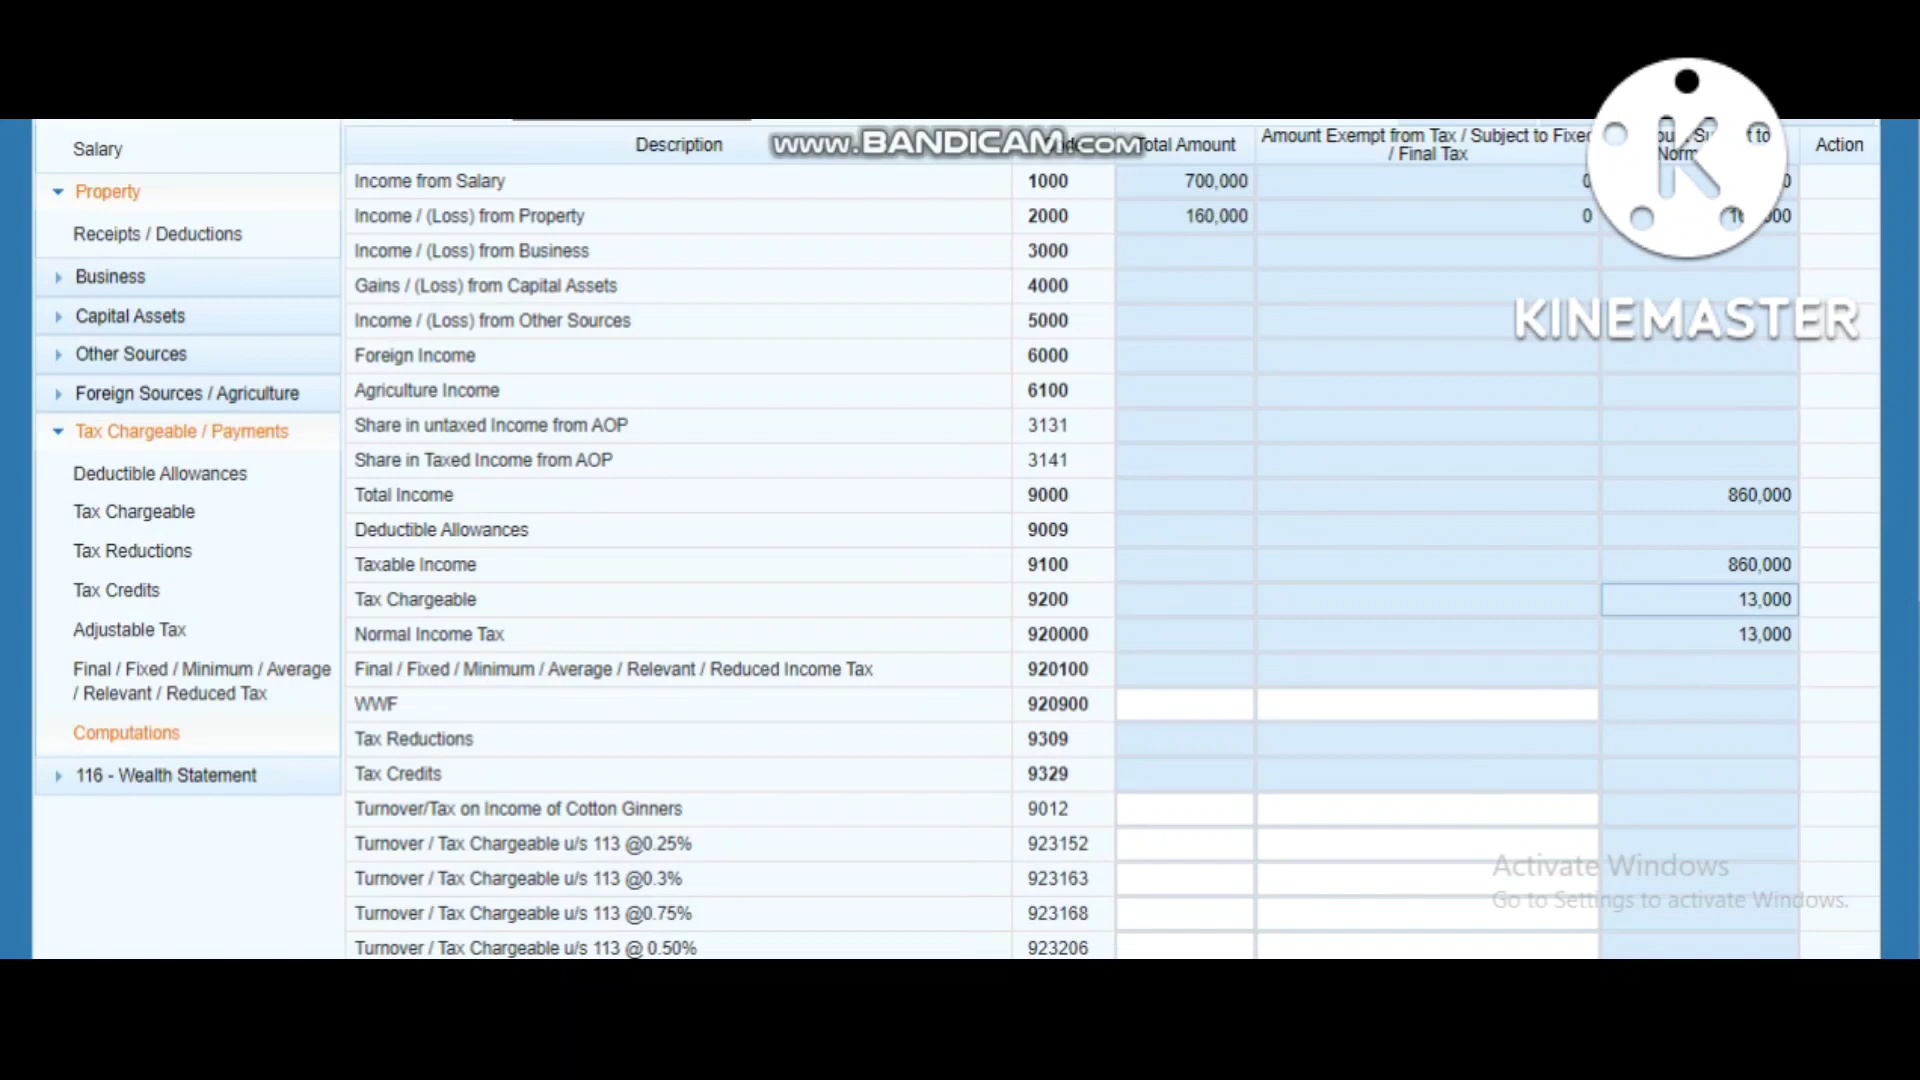 Salary
Property
Receipts / Deductions
Business
Capital Assets
Other Sources
Foreign Sources / Agriculture
Tax Chargeable / Payments
Deductible Allowances
Tax Chargeable
Tax Reductions
Tax Credits
Adjustable Tax
Final / Fixed / Minimum / Average
/ Relevant / Reduced Tax
Computations
116 - Wealth Statement
www.BANDICAM.com
Description Total Amount Amount Exempt from Tax / Subject to Fixed / Final Tax Action
Income from Salary 1000 700,000 0
Income / (Loss) from Property 2000 160,000 0
Income / (Loss) from Business 3000
Gains / (Loss) from Capital Assets 4000
Income / (Loss) from Other Sources 5000
Foreign Income 6000
Agriculture Income 6100
Share in untaxed Income from AOP 3131
Share in Taxed Income from AOP 3141
Total Income 9000 860,000
Deductible Allowances 9009
Taxable Income 9100 860,000
Tax Chargeable 9200 13,000
Normal Income Tax 920000 13,000
Final / Fixed / Minimum / Average / Relevant / Reduced Income Tax 920100
WWF 920900
Tax Reductions 9309
Tax Credits 9329
Turnover/Tax on Income of Cotton Ginners 9012
Turnover / Tax Chargeable u/s 113 @0.25% 923152
Turnover / Tax Chargeable u/s 113 @0.3% 923163
Turnover / Tax Chargeable u/s 113 @0.75% 923168
Turnover / Tax Chargeable u/s 113 @ 0.50% 923206
K
KINEMASTER
Activate Windows
Go to Settings to activate Windows.